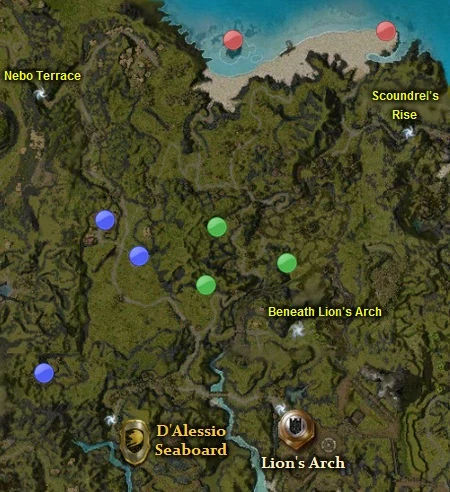 Nebo Terrace
Scoundrel's
Rise
Beneath Lion's Arch
D'Alessio
Seaboard
Lion's Arch